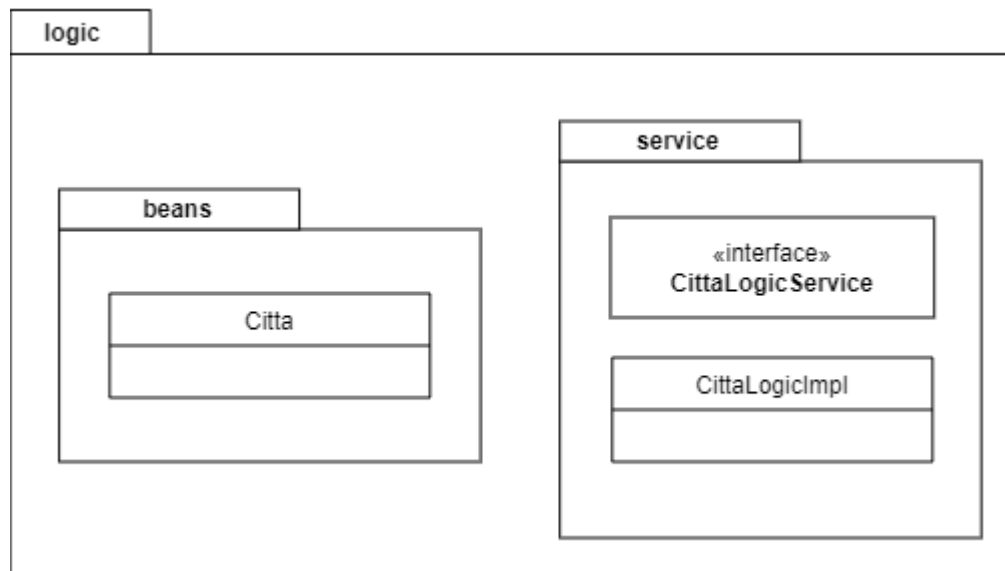 logic
service
beans
«interface»
CittaLogicService
Citta
CittaLogicImpl